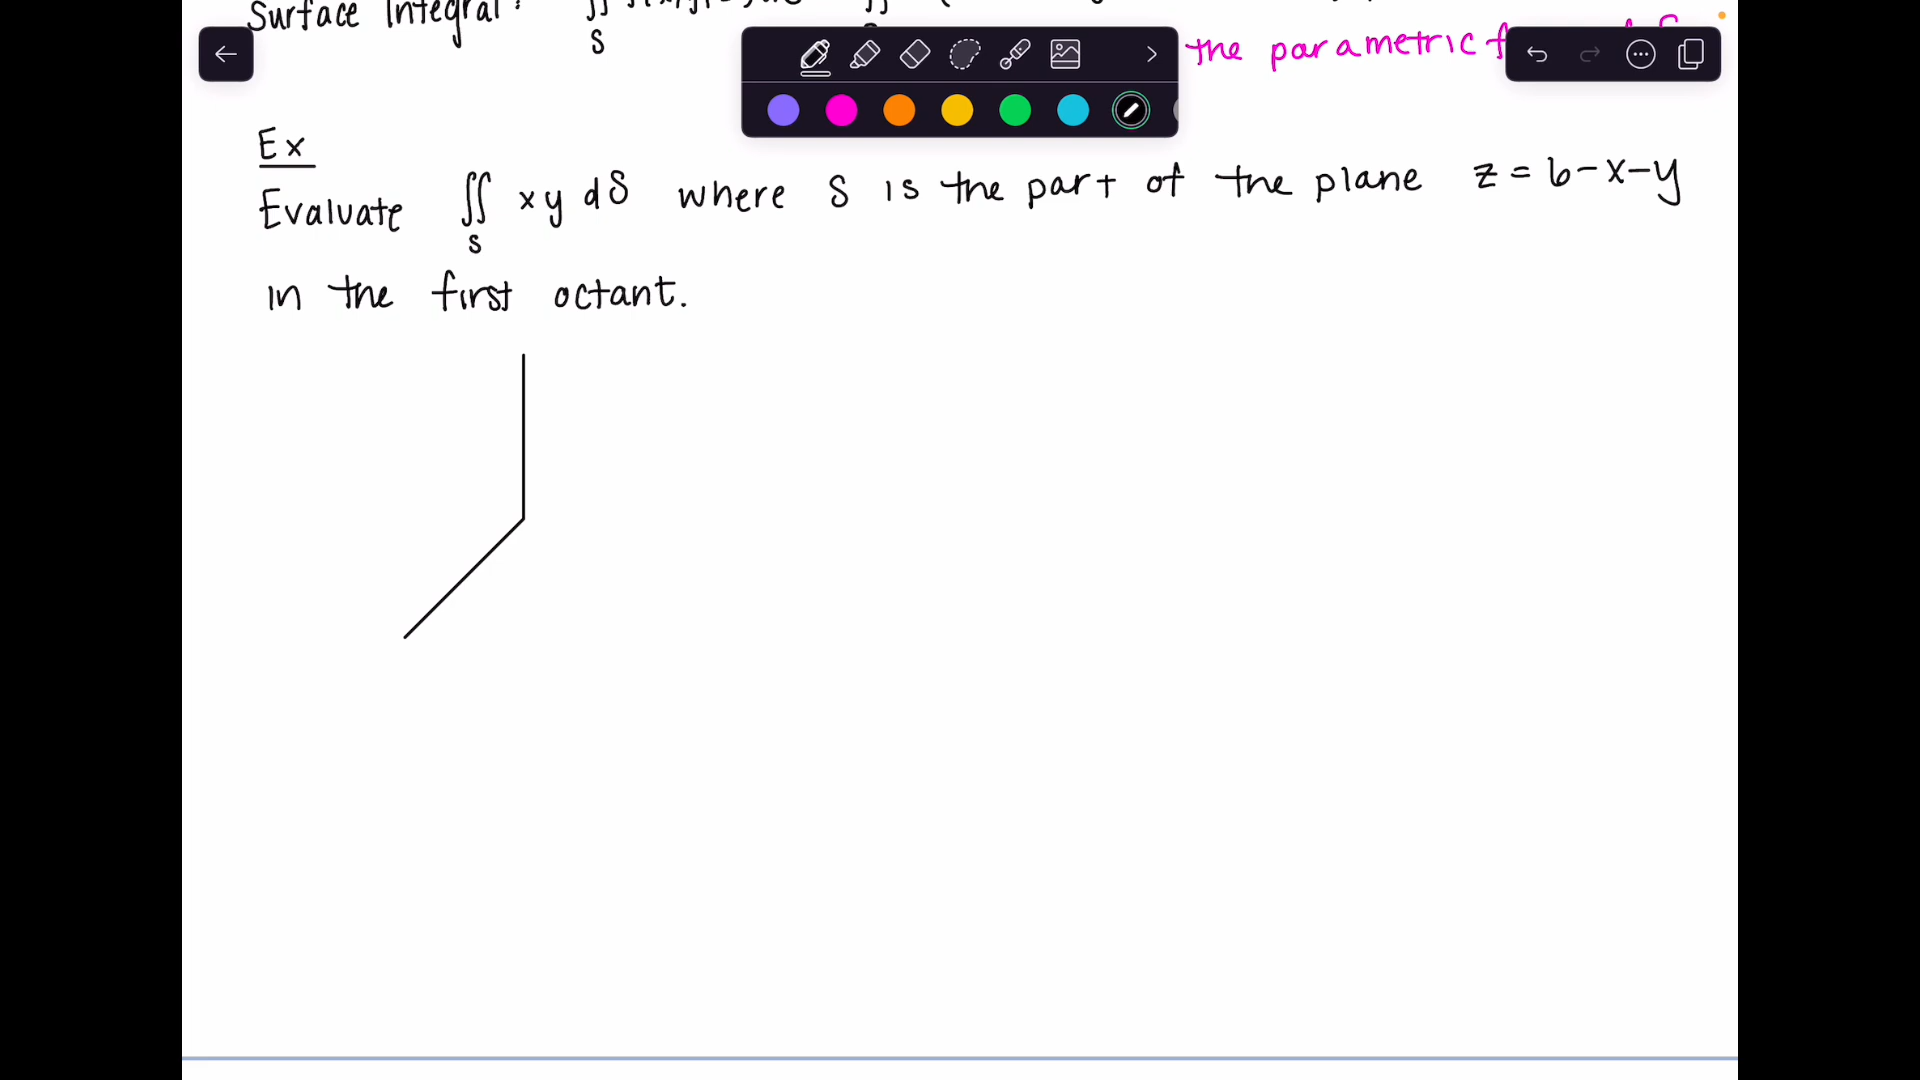 Surface Integral: ∬
S
the parametric
Ex
Evaluate ∬ xy dS where S is the part of the plane z = 6-x-y
S
in the first octant.